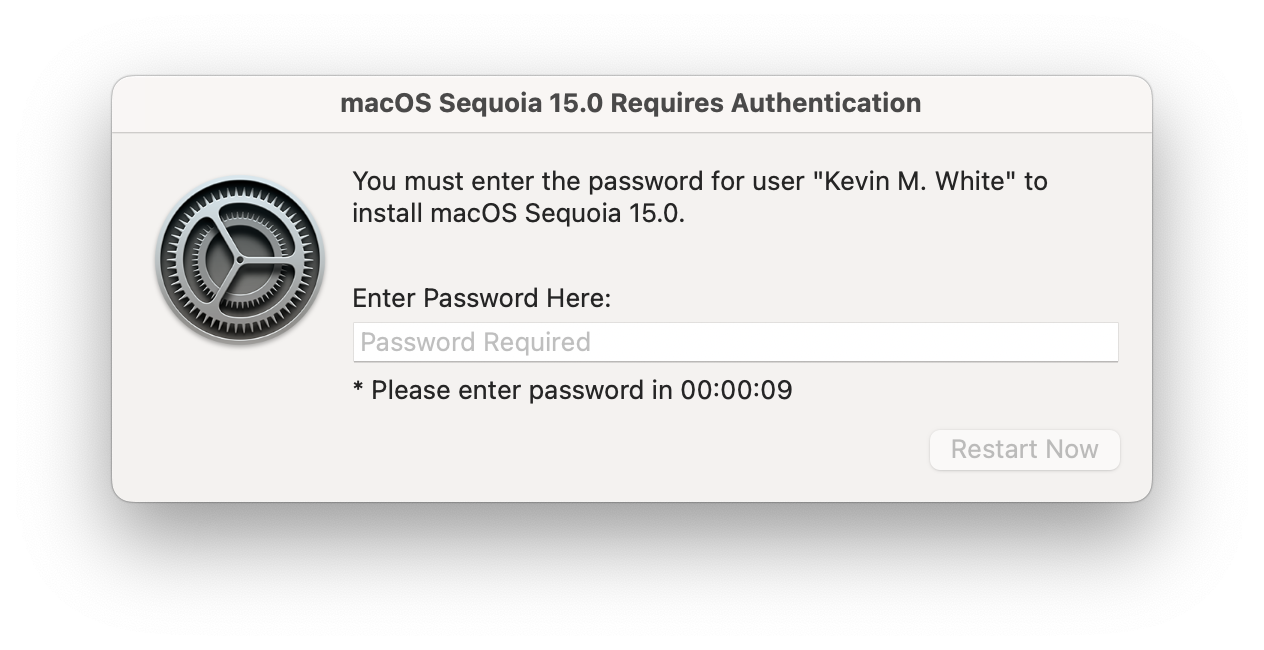 macOS Sequoia 15.0 Requires Authentication
You must enter the password for user "Kevin M. White" to
install macOS Sequoia 15.0.
Enter Password Here:
Password Required
* Please enter password in 00:00:09
Restart Now